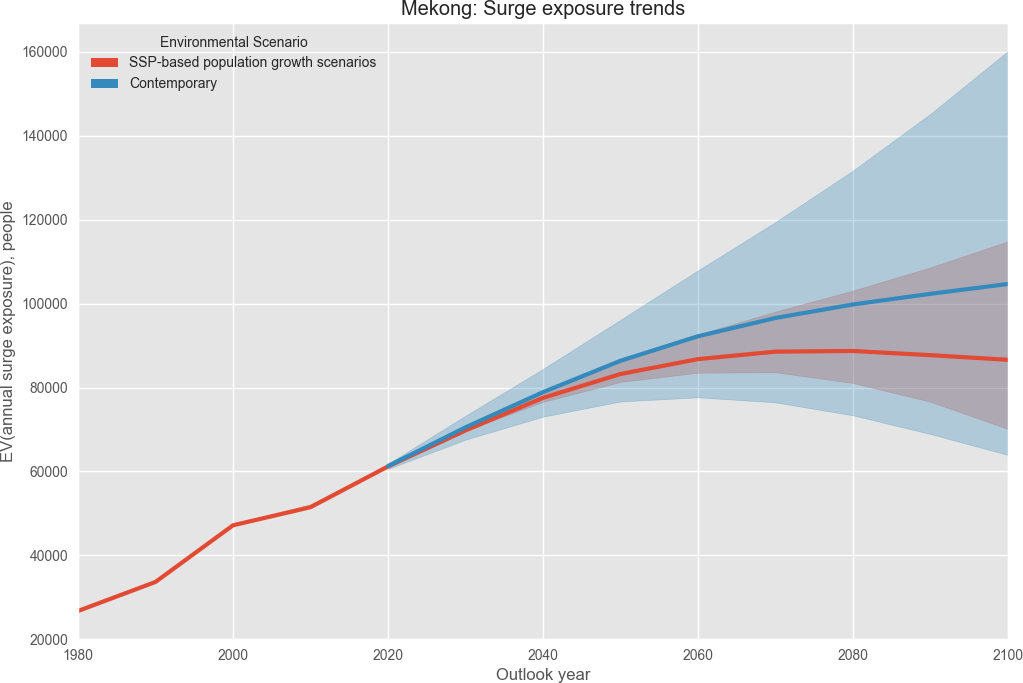 Mekong: Surge exposure trends
Environmental Scenario
SSP-based population growth scenarios
Contemporary
EV(annual surge exposure), people
160000
140000
120000
100000
80000
60000
40000
20000
1980 2000 2020 2040 2060 2080 2100
Outlook year